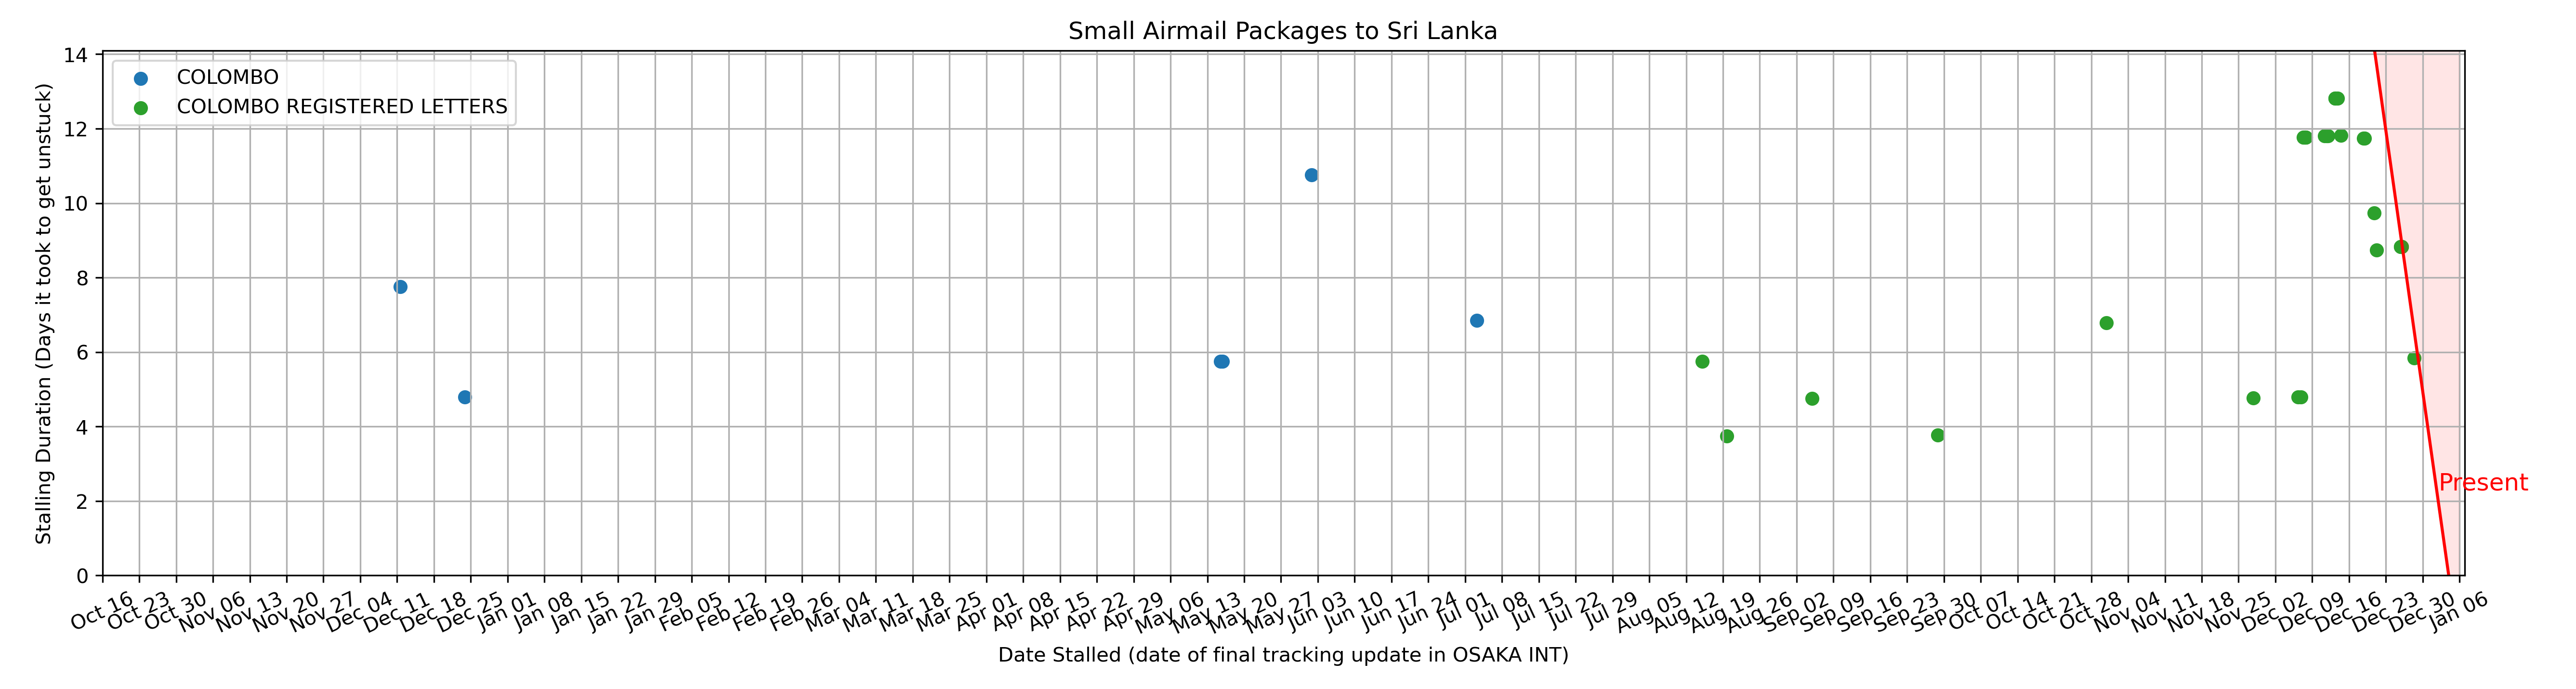 Small Airmail Packages to Sri Lanka
COLOMBO
COLOMBO REGISTERED LETTERS
Stalling Duration (Days it took to get unstuck)
14
12
10
8
6
4
2
0
Present
Oct 16
Oct 23
Oct 30
Nov 06
Nov 13
Nov 20
Nov 27
Dec 04
Dec 11
Dec 18
Dec 25
Jan 01
Jan 08
Jan 15
Jan 22
Jan 29
Feb 05
Feb 12
Feb 19
Feb 26
Mar 04
Mar 11
Mar 18
Mar 25
Apr 01
Apr 08
Apr 15
Apr 22
Apr 29
May 06
May 13
May 20
May 27
Jun 03
Jun 10
Jun 17
Jun 24
Jul 01
Jul 08
Jul 15
Jul 22
Jul 29
Aug 05
Aug 12
Aug 19
Aug 26
Sep 02
Sep 09
Sep 16
Sep 23
Sep 30
Oct 07
Oct 14
Oct 21
Oct 28
Nov 04
Nov 11
Nov 18
Nov 25
Dec 02
Dec 09
Dec 16
Dec 23
Dec 30
Jan 06
Date Stalled (date of final tracking update in OSAKA INT)